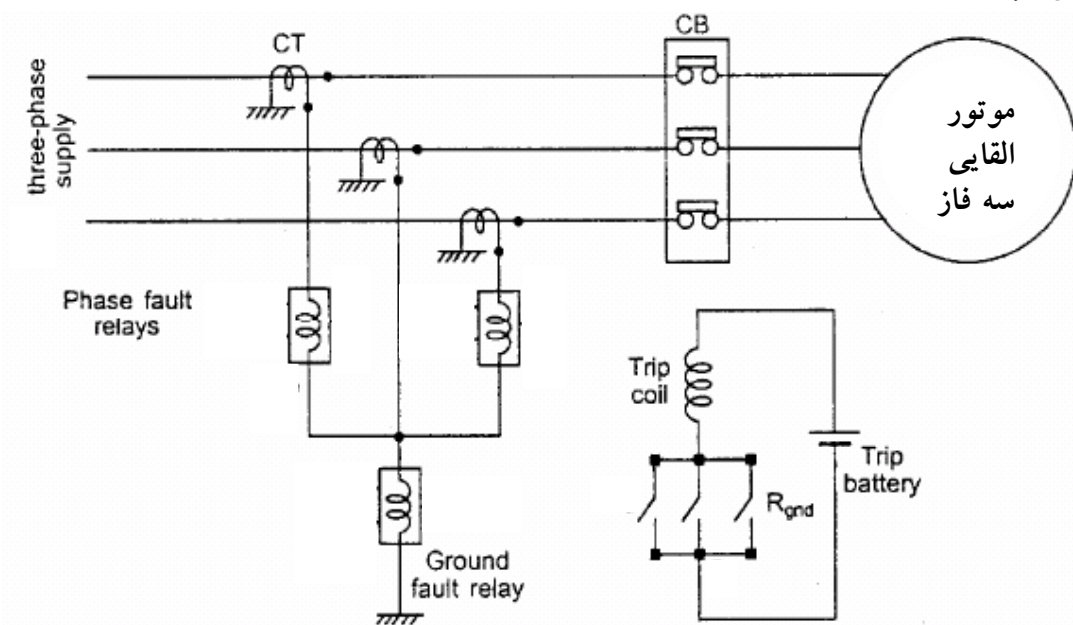 CT
CB
three-phase
supply
موتور
القایی
سه فاز
Phase fault
relays
Trip
coil
Trip
battery
Rgnd
Ground
fault relay